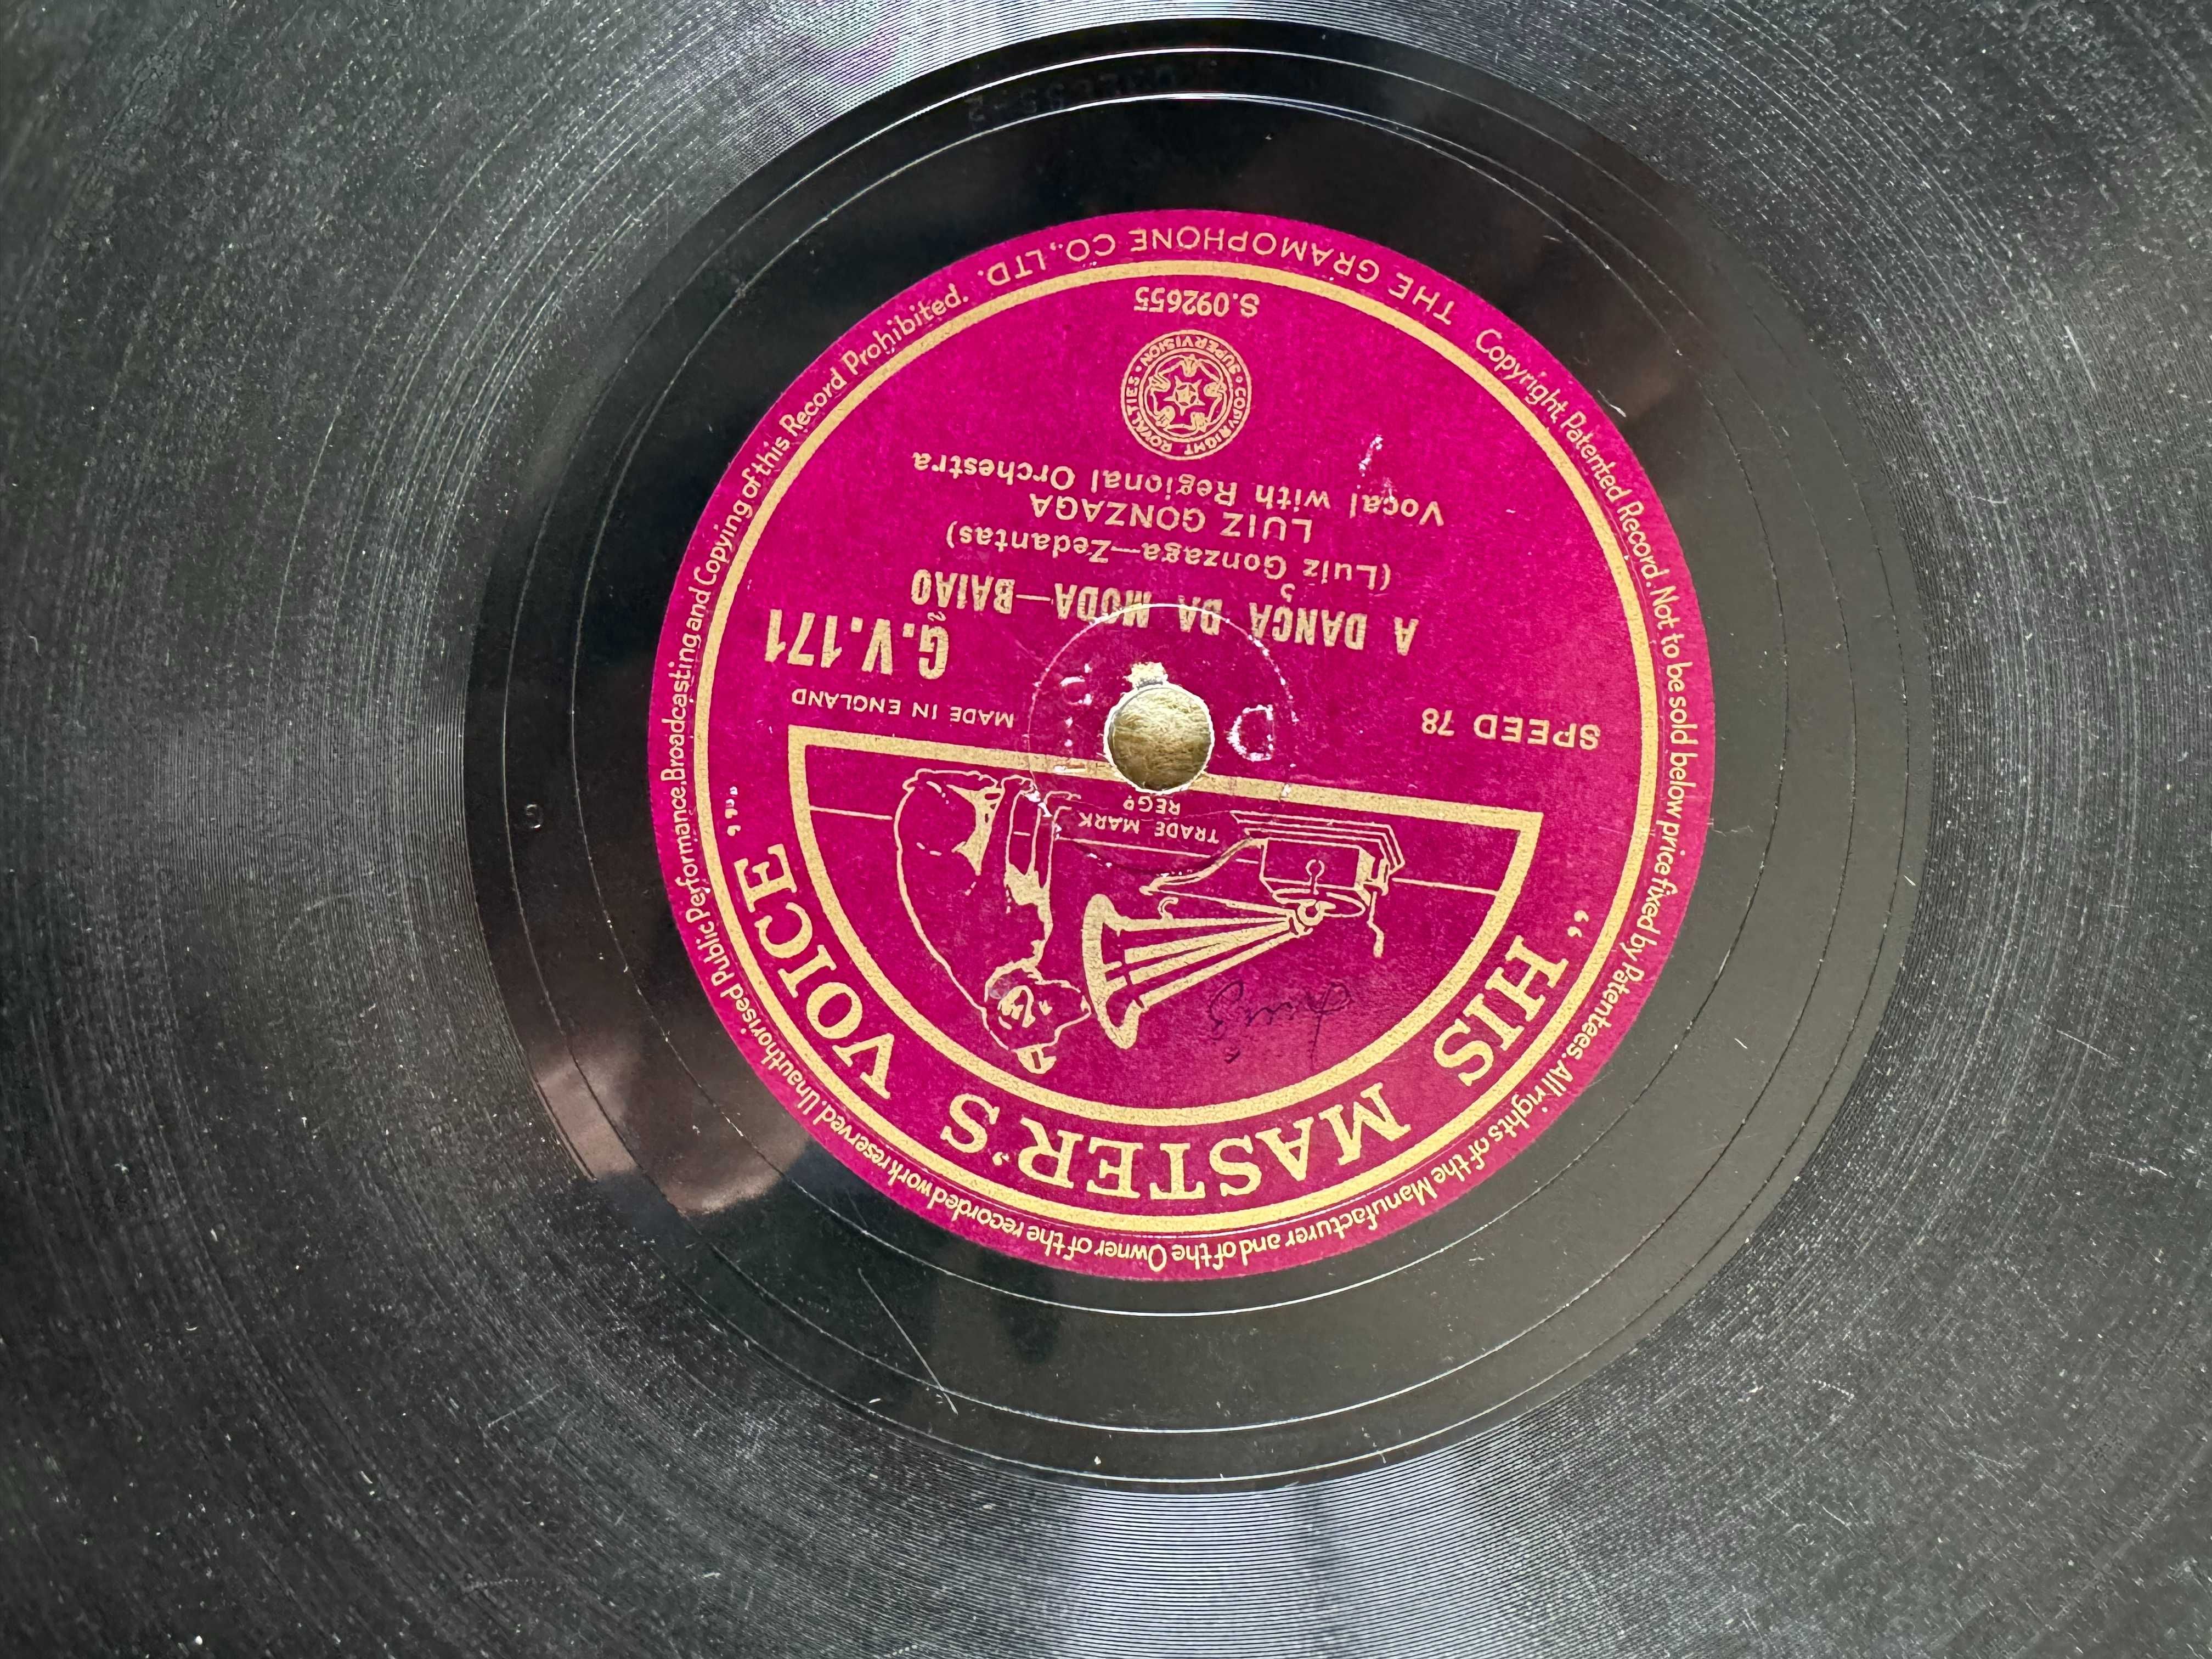 "HIS MASTER'S VOICE"
TRADE MARK
REGD
SPEED 78
MADE IN ENGLAND
G.V.171
A DANÇA DA MODA—BAIAO
(Luiz Gonzaga—Zedantas)
LUIZ GONZAGA
Vocal with Regional Orchestra
COPYRIGHT ROYALTIES • SUPERVISION •
S.092655
THE GRAMOPHONE CO., LTD.
Copyright Patented Record. Not to be sold below price fixed by Patentees. All rights of the Manufacturer and of the Owner of the recorded work reserved. Unauthorised Public Performance, Broadcasting and Copying of this Record Prohibited.
D